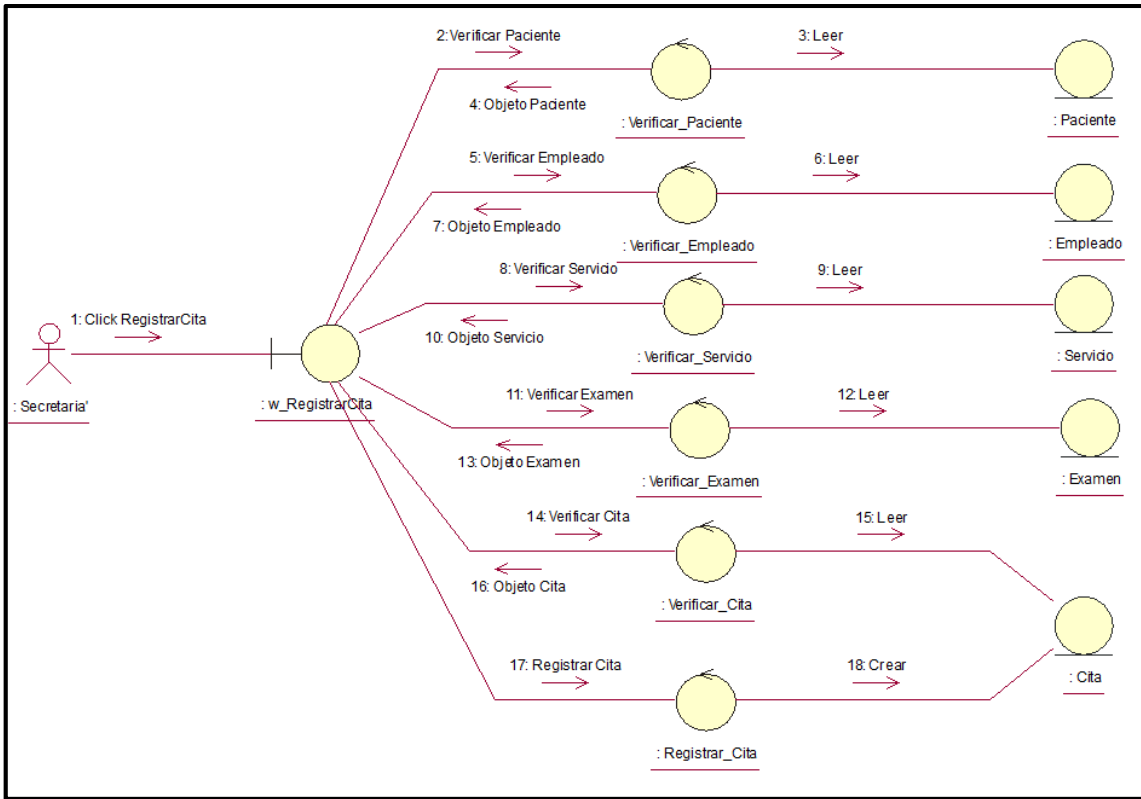 2: Verificar Paciente
3: Leer
4: Objeto Paciente
: Verificar_Paciente
: Paciente
5: Verificar Empleado
6: Leer
7: Objeto Empleado
: Verificar_Empleado
: Empleado
8: Verificar Servicio
9: Leer
10: Objeto Servicio
: Verificar_Servicio
: Servicio
1: Click RegistrarCita
: Secretaria'
: w_RegistrarCita
11: Verificar Examen
12: Leer
13: Objeto Examen
: Verificar_Examen
: Examen
14: Verificar Cita
15: Leer
16: Objeto Cita
: Verificar_Cita
17: Registrar Cita
18: Crear
: Cita
: Registrar_Cita